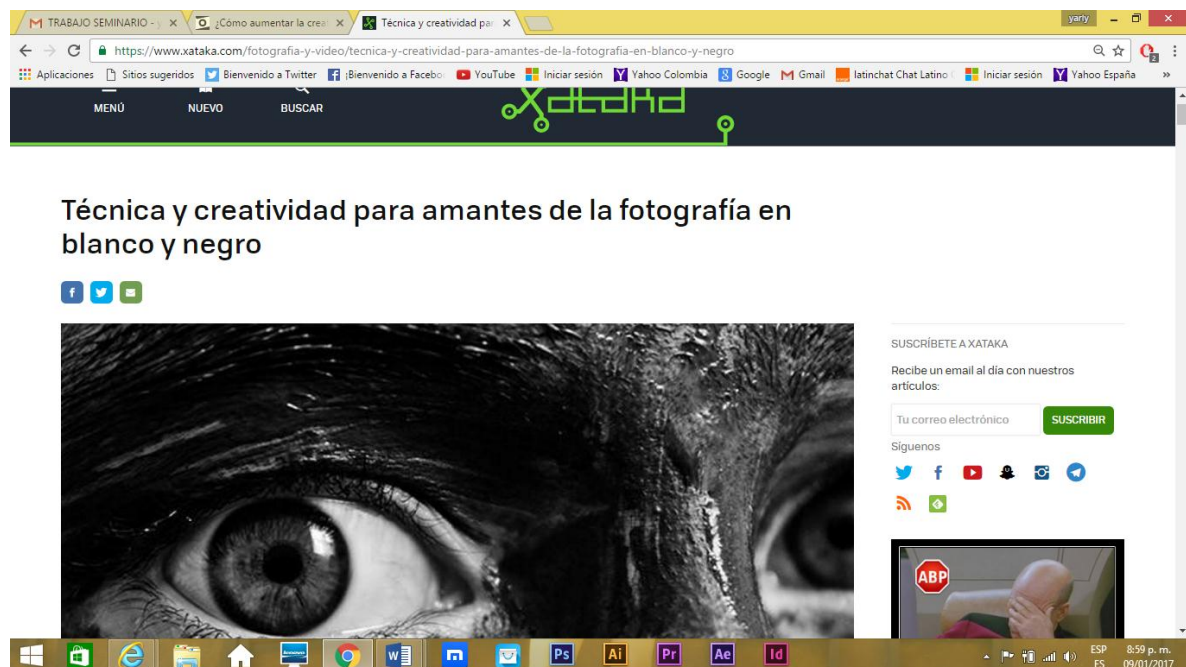 TRABAJO SEMINARIO - y
¿Cómo aumentar la crea
Técnica y creatividad par
yarly
https://www.xataka.com/fotografia-y-video/tecnica-y-creatividad-para-amantes-de-la-fotografia-en-blanco-y-negro
2
Aplicaciones Sitios sugeridos Bienvenido a Twitter ¡Bienvenido a Facebo YouTube Iniciar sesión Yahoo Colombia Google Gmail latinchat Chat Latino Iniciar sesión Yahoo España »
MENÚ NUEVO BUSCAR xataka
Técnica y creatividad para amantes de la fotografía en
blanco y negro
SUSCRÍBETE A XATAKA
Recibe un email al día con nuestros
artículos:
Tu correo electrónico SUSCRIBIR
Síguenos
ABP
Ps Ai Pr Ae Id
ESP 8:59 p. m.
ES 09/01/2017